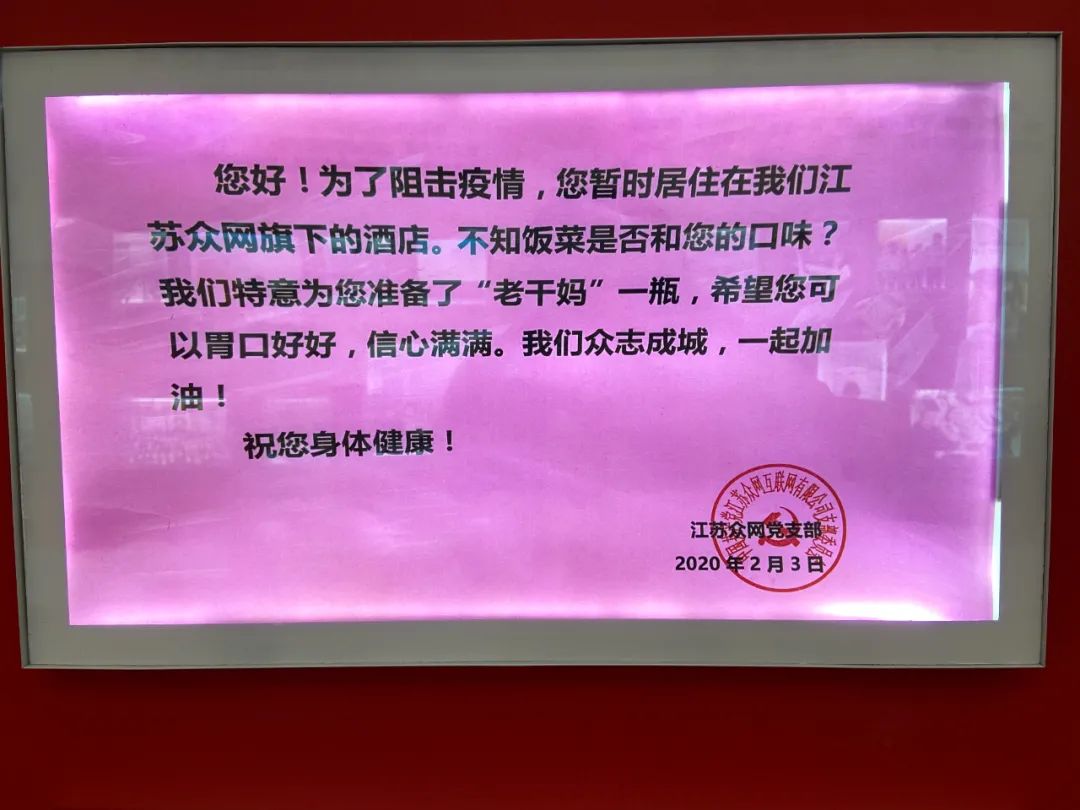 您好！为了阻击疫情，您暂时居住在我们江
苏众网旗下的酒店。不知饭菜是否和您的口味？
我们特意为您准备了“老干妈”一瓶，希望您可
以胃口好好，信心满满。我们众志成城，一起加
油！
祝您身体健康！
江苏众网党支部
2020年2月3日